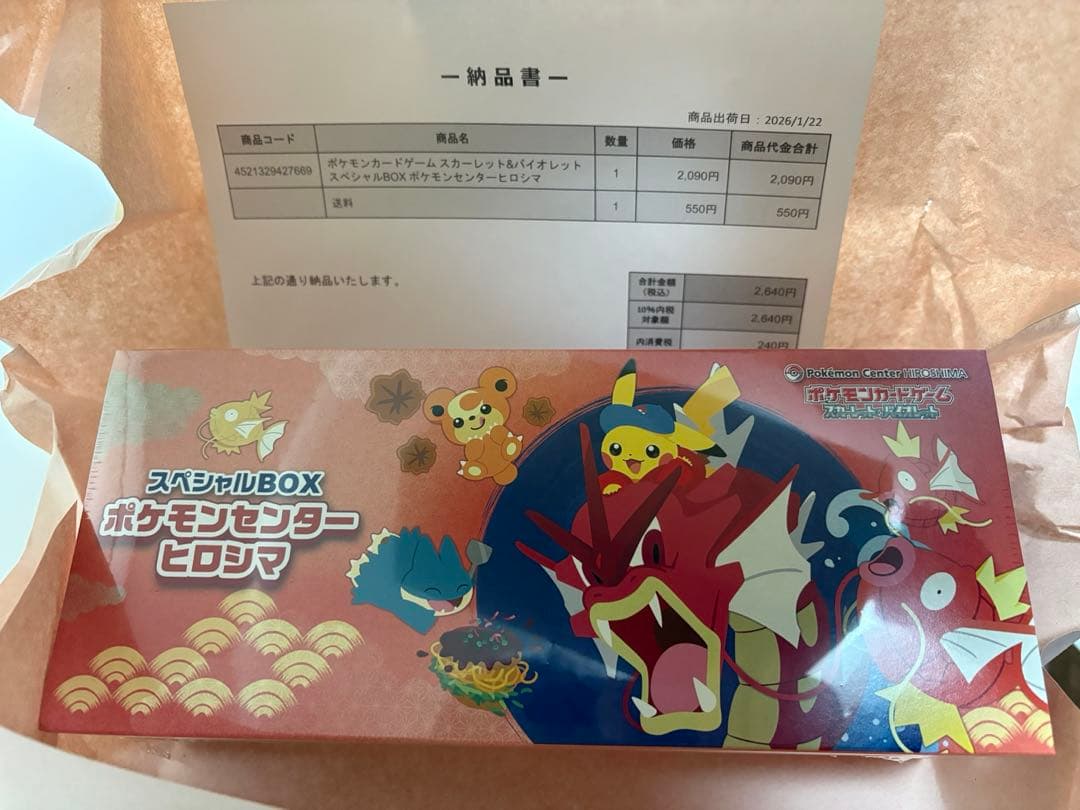 ー納品書ー
商品出荷日：2026/1/22
商品コード 商品名 数量 価格 商品代金合計
4521329427669 ポケモンカードゲーム スカーレット&バイオレット スペシャルBOX ポケモンセンターヒロシマ 1 2,090円 2,090円
送料 1 550円 550円
上記の通り納品いたします。
合計金額（税込） 2,640円
10%内税対象額 2,640円
内消費税 240円
Pokémon Center HIROSHIMA
ポケモンカードゲーム
スカーレット&バイオレット
スペシャルBOX
ポケモンセンター
ヒロシマ